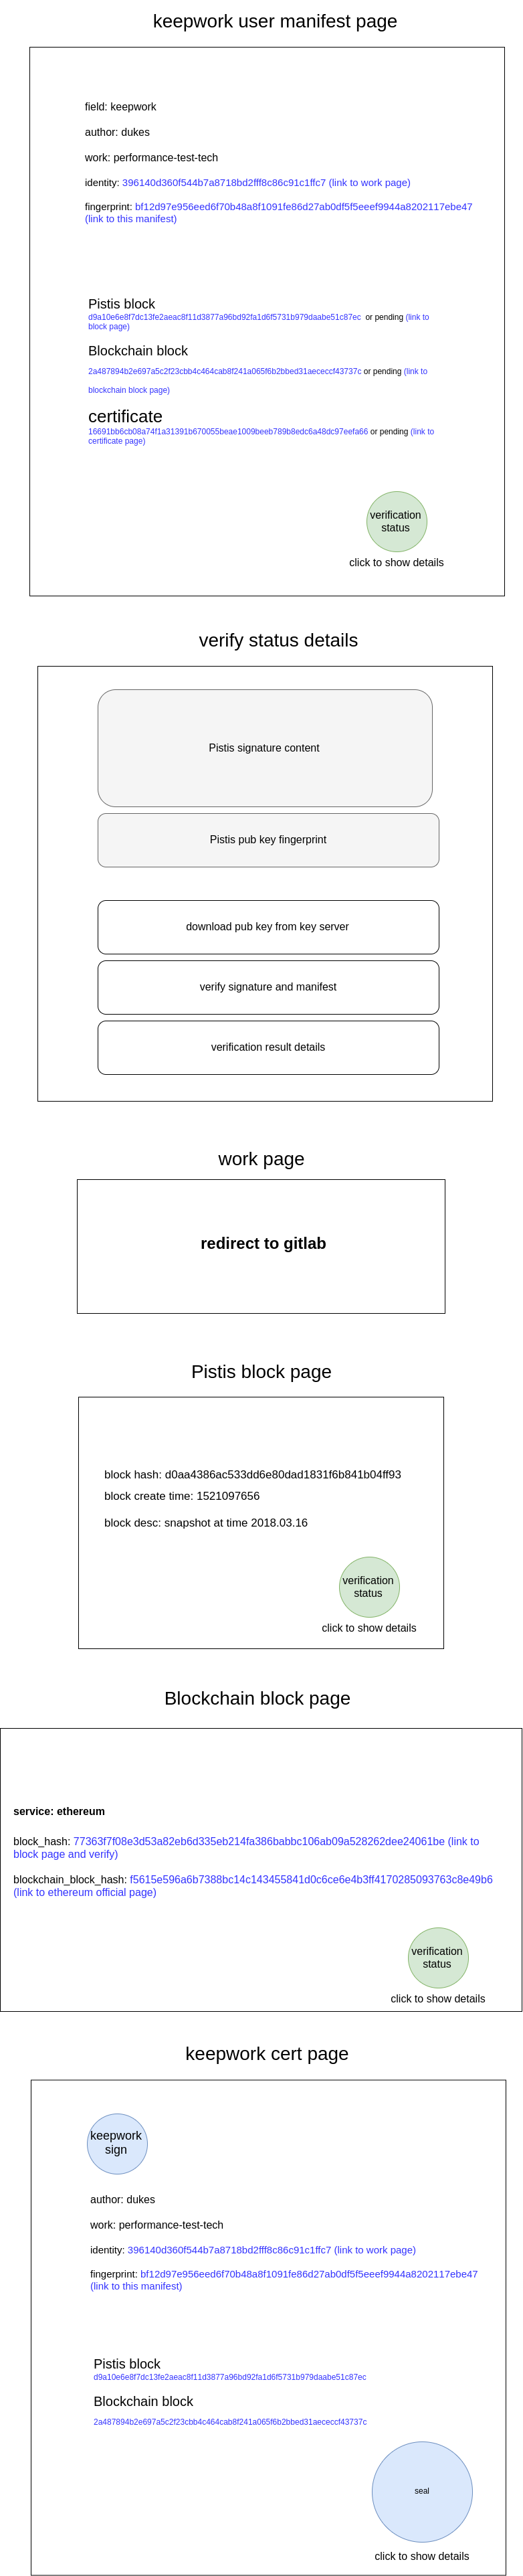 keepwork user manifest page
field: keepwork
author: dukes
work: performance-test-tech
identity: 396140d360f544b7a8718bd2fff8c86c91c1ffc7 (link to work page)
fingerprint: bf12d97e956eed6f70b48a8f1091fe86d27ab0df5f5eeef9944a8202117ebe47
(link to this manifest)
Pistis block
d9a10e6e8f7dc13fe2aeac8f11d3877a96bd92fa1d6f5731b979daabe51c87ec or pending (link to
block page)
Blockchain block
2a487894b2e697a5c2f23cbb4c464cab8f241a065f6b2bbed31aececcf43737c or pending (link to
blockchain block page)
certificate
16691bb6cb08a74f1a31391b670055beae1009beeb789b8edc6a48dc97eefa66 or pending (link to
certificate page)
verification
status
click to show details
verify status details
Pistis signature content
Pistis pub key fingerprint
download pub key from key server
verify signature and manifest
verification result details
work page
redirect to gitlab
Pistis block page
block hash: d0aa4386ac533dd6e80dad1831f6b841b04ff93
block create time: 1521097656
block desc: snapshot at time 2018.03.16
verification
status
click to show details
Blockchain block page
service: ethereum
block_hash: 77363f7f08e3d53a82eb6d335eb214fa386babbc106ab09a528262dee24061be (link to
block page and verify)
blockchain_block_hash: f5615e596a6b7388bc14c143455841d0c6ce6e4b3ff4170285093763c8e49b6
(link to ethereum official page)
verification
status
click to show details
keepwork cert page
keepwork
sign
author: dukes
work: performance-test-tech
identity: 396140d360f544b7a8718bd2fff8c86c91c1ffc7 (link to work page)
fingerprint: bf12d97e956eed6f70b48a8f1091fe86d27ab0df5f5eeef9944a8202117ebe47
(link to this manifest)
Pistis block
d9a10e6e8f7dc13fe2aeac8f11d3877a96bd92fa1d6f5731b979daabe51c87ec
Blockchain block
2a487894b2e697a5c2f23cbb4c464cab8f241a065f6b2bbed31aececcf43737c
seal
click to show details